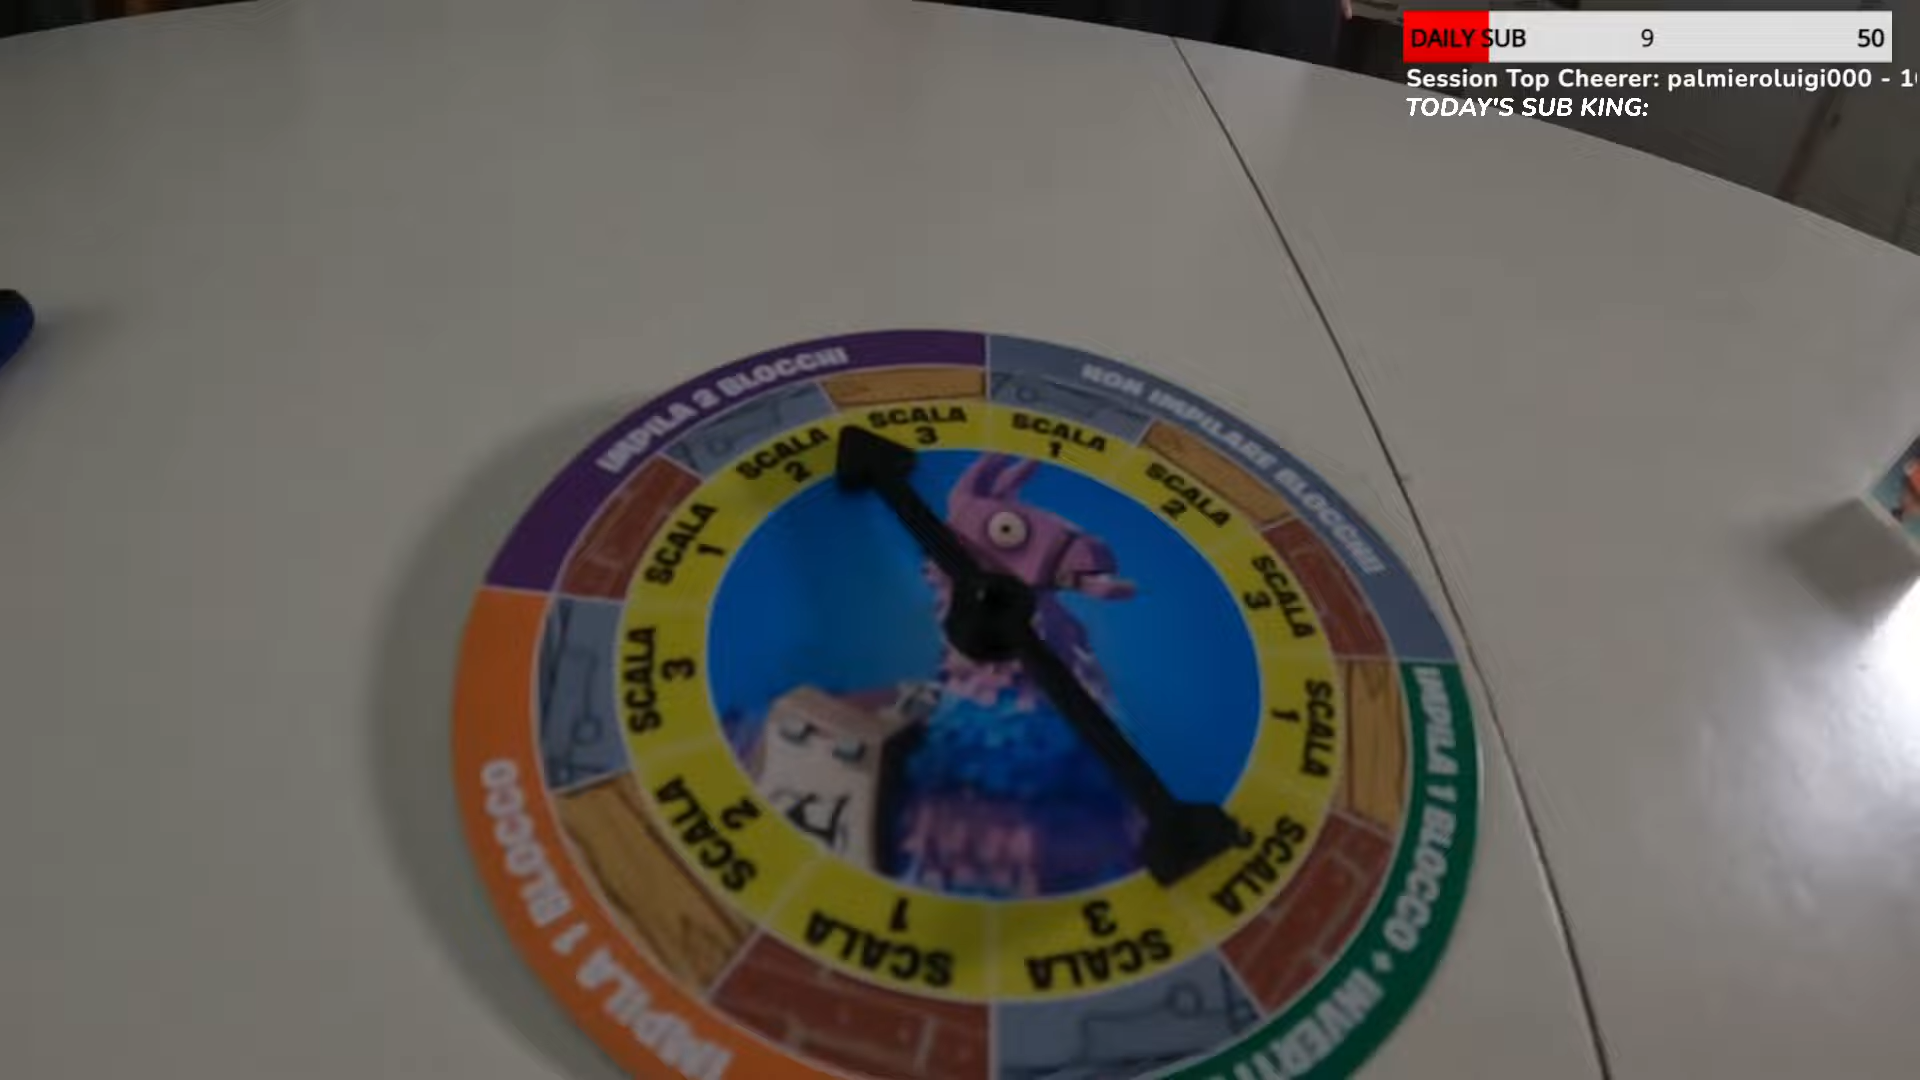 DAILY SUB 9 50
Session Top Cheerer: palmieroluigi000 -
TODAY'S SUB KING:
IMPILA 2 BLOCCHI
NON IMPILARE BLOCCHI
SCALA 3
SCALA 1
SCALA 2
SCALA 2
SCALA 1
SCALA 3
SCALA 3
SCALA 1
SCALA 2
SCALA 2
SCALA 1
SCALA 3
IMPILA 1 BLOCCO
IMPILA 1 BLOCCO + INVERTI